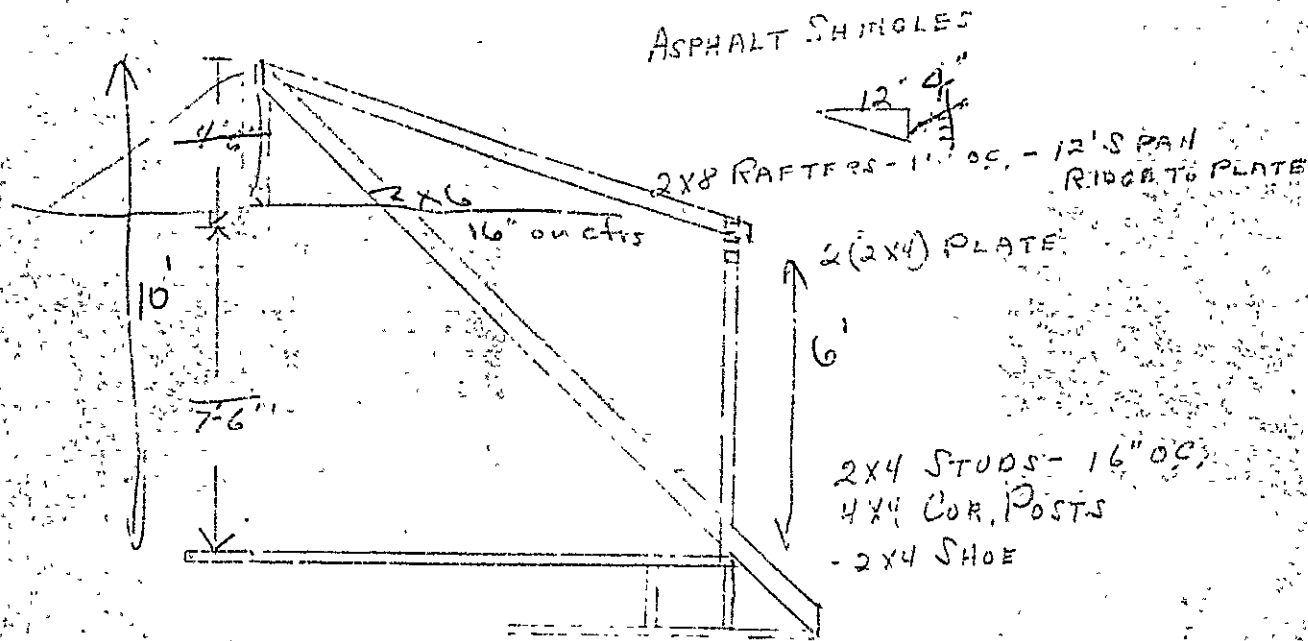 ASPHALT SHINGLES
12" 4"
2X8 RAFTERS - OC. - 12' SPAN
RIDGE TO PLATE
2X6
16" on ctrs
2(2X4) PLATE
10'
6'
7'-6"
2X4 STUDS - 16" OC,
4X4 COR. POSTS
- 2X4 SHOE